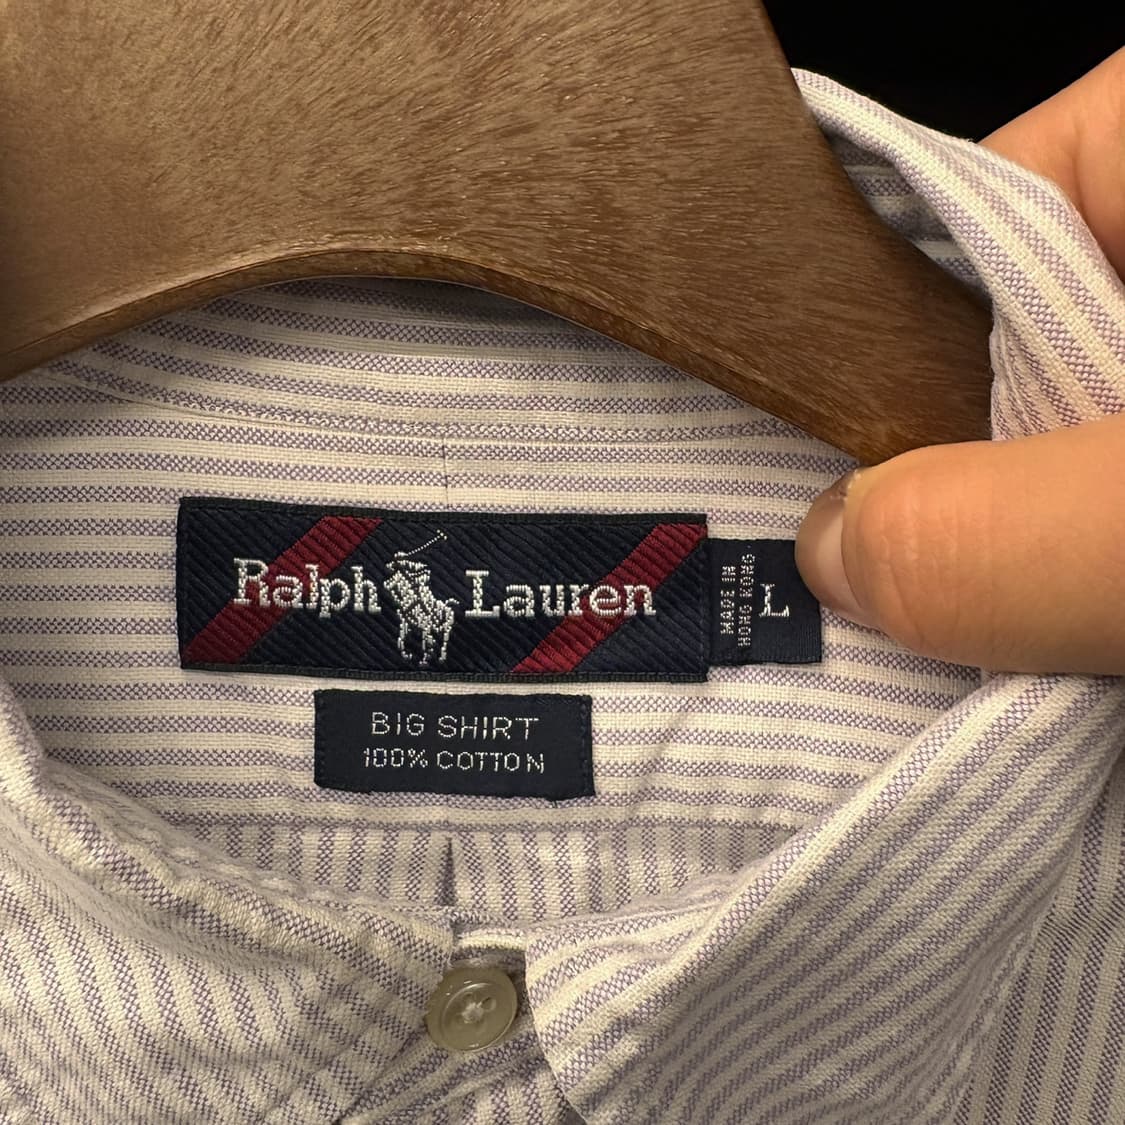 Ralph Lauren
MADE IN
HONG KONG
L
BIG SHIRT
100% COTTON